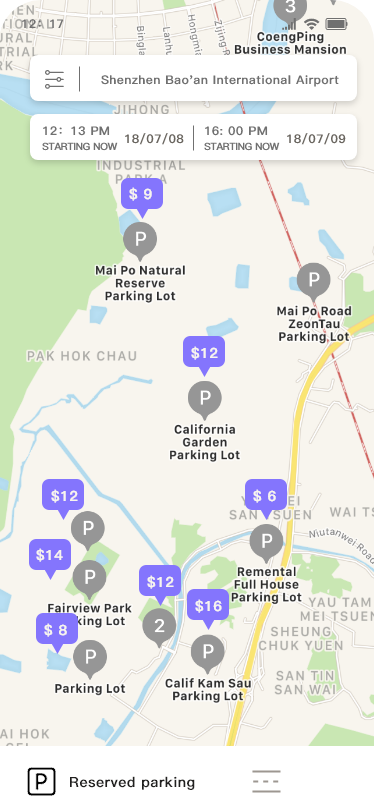 12:17
3
CoengPing
Business Mansion
Shenzhen Bao'an International Airport
JIHONG
12: 13 PM
STARTING NOW
18/07/08
16: 00 PM
STARTING NOW
18/07/09
INDUSTRIAL
PARK A
$ 9
P
Mai Po Natural
Reserve
Parking Lot
P
Mai Po Road
ZeonTau
Parking Lot
$12
PAK HOK CHAU
P
California
Garden
Parking Lot
$12
$ 6
SAN TSUEN
WAI TS
P
P
Niutanwei Road
$14
P
Remental
Full House
Parking Lot
$12
$16
Fairview Park
king Lot
YAU TAM
MEI TSUEN
$ 8
2
SHEUNG
CHUK YUEN
P
P
Parking Lot
Calif Kam Sau
Parking Lot
SAN TIN
SAN WAI
AI HOK
P
Reserved parking